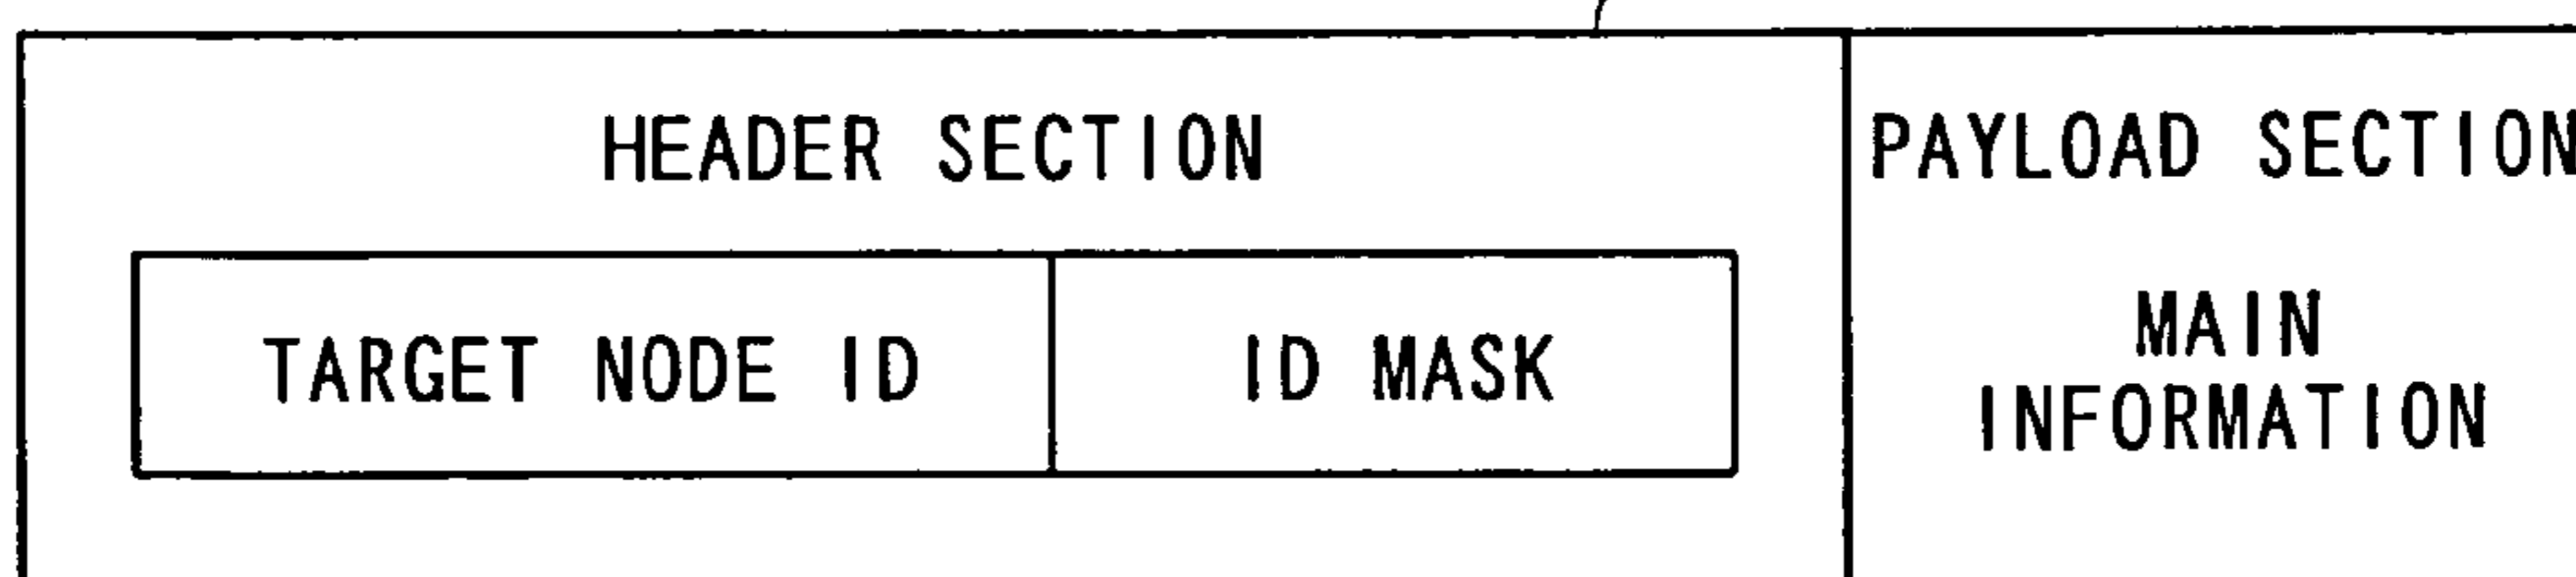 HEADER SECTION
TARGET NODE ID
ID MASK
PAYLOAD SECTION
MAIN
INFORMATION